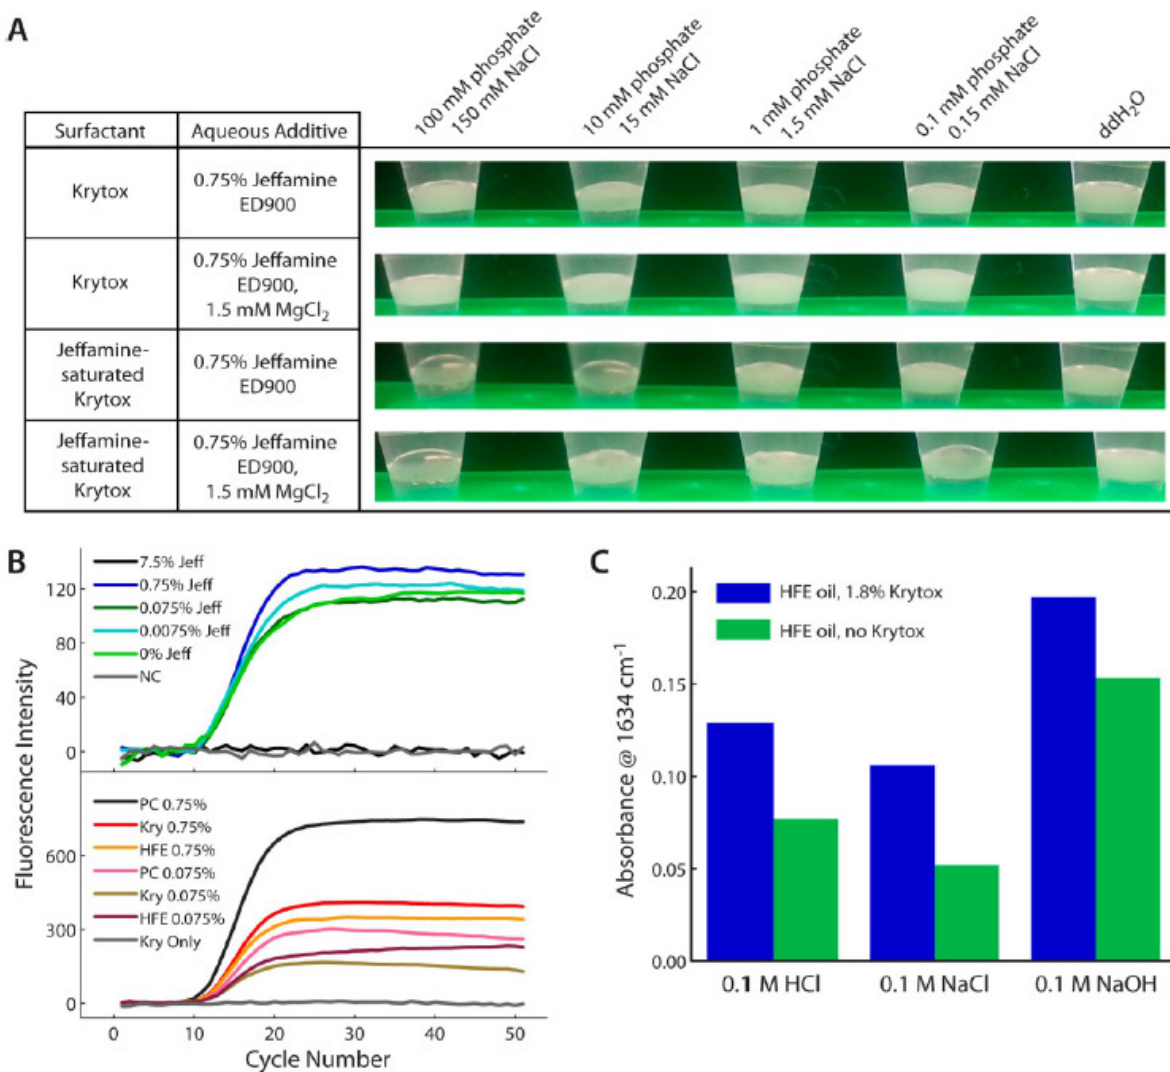 A
100 mM phosphate
150 mM NaCl
10 mM phosphate
15 mM NaCl
1 mM phosphate
1.5 mM NaCl
0.1 mM phosphate
0.15 mM NaCl
ddH₂O
Surfactant
Aqueous Additive
Krytox
0.75% Jeffamine
ED900
Krytox
0.75% Jeffamine
ED900,
1.5 mM MgCl₂
Jeffamine-
saturated
Krytox
0.75% Jeffamine
ED900
Jeffamine-
saturated
Krytox
0.75% Jeffamine
ED900,
1.5 mM MgCl₂
B
7.5% Jeff
0.75% Jeff
0.075% Jeff
0.0075% Jeff
0% Jeff
NC
120
80
40
0
PC 0.75%
Kry 0.75%
HFE 0.75%
PC 0.075%
Kry 0.075%
HFE 0.075%
Kry Only
600
300
0
Fluorescence Intensity
0 10 20 30 40 50
Cycle Number
C
HFE oil, 1.8% Krytox
HFE oil, no Krytox
0.20
0.15
0.10
0.05
0.00
Absorbance @ 1634 cm⁻¹
0.1 M HCl 0.1 M NaCl 0.1 M NaOH